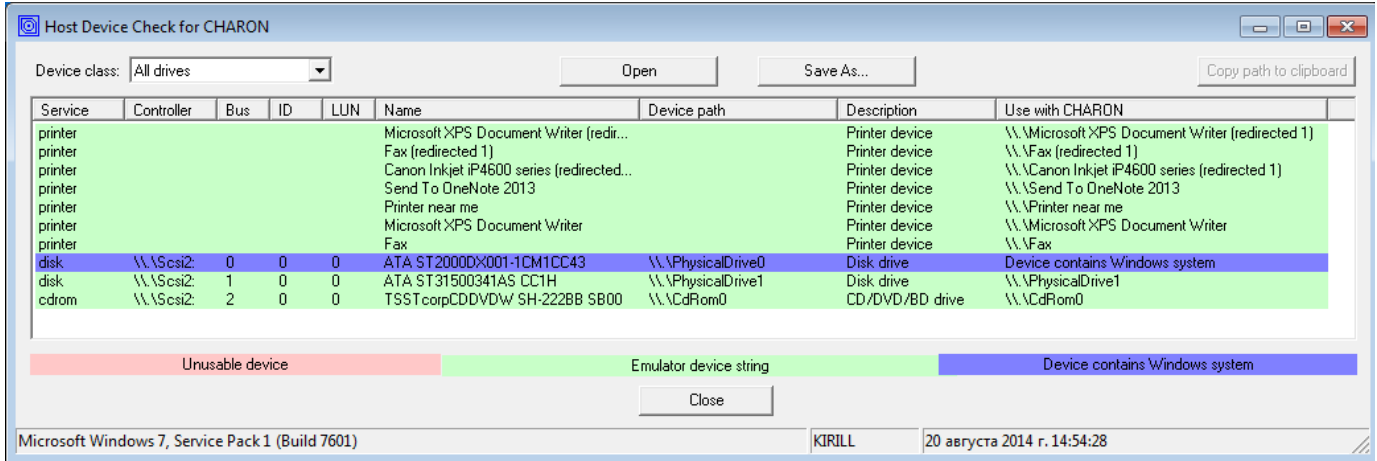 Host Device Check for CHARON
Device class: All drives Open Save As... Copy path to clipboard
Service Controller Bus ID LUN Name Device path Description Use with CHARON
printer Microsoft XPS Document Writer (redir... Printer device \\.\Microsoft XPS Document Writer (redirected 1)
printer Fax (redirected 1) Printer device \\.\Fax (redirected 1)
printer Canon Inkjet iP4600 series (redirected... Printer device \\.\Canon Inkjet iP4600 series (redirected 1)
printer Send To OneNote 2013 Printer device \\.\Send To OneNote 2013
printer Printer near me Printer device \\.\Printer near me
printer Microsoft XPS Document Writer Printer device \\.\Microsoft XPS Document Writer
printer Fax Printer device \\.\Fax
disk \\.\Scsi2: 0 0 0 ATA ST2000DX001-1CM1CC43 \\.\PhysicalDrive0 Disk drive Device contains Windows system
disk \\.\Scsi2: 1 0 0 ATA ST31500341AS CC1H \\.\PhysicalDrive1 Disk drive \\.\PhysicalDrive1
cdrom \\.\Scsi2: 2 0 0 TSSTcorpCDDVDW SH-222BB SB00 \\.\CdRom0 CD/DVD/BD drive \\.\CdRom0
Unusable device Emulator device string Device contains Windows system
Close
Microsoft Windows 7, Service Pack 1 (Build 7601) KIRILL 20 августа 2014 г. 14:54:28